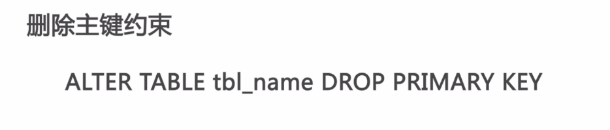 删除主键约束
ALTER TABLE tbl_name DROP PRIMARY KEY